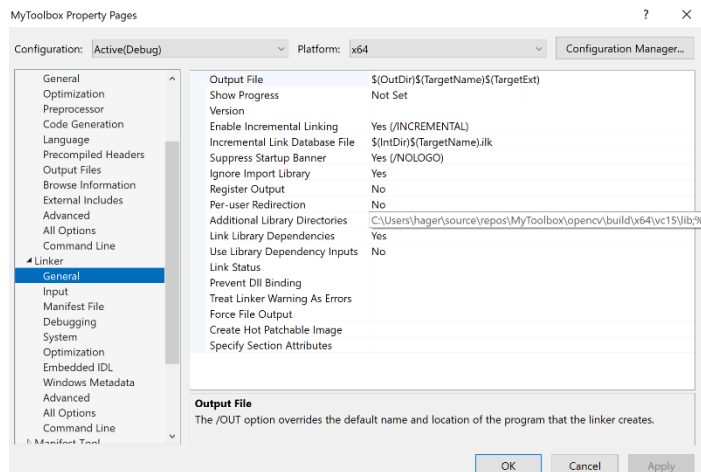 MyToolbox Property Pages ? ×
Configuration: Active(Debug) Platform: x64 Configuration Manager...
General
Optimization
Preprocessor
Code Generation
Language
Precompiled Headers
Output Files
Browse Information
External Includes
Advanced
All Options
Command Line
Linker
General
Input
Manifest File
Debugging
System
Optimization
Embedded IDL
Windows Metadata
Advanced
All Options
Command Line
Manifest Tool
Output File $(OutDir)$(TargetName)$(TargetExt)
Show Progress Not Set
Version
Enable Incremental Linking Yes (/INCREMENTAL)
Incremental Link Database File $(IntDir)$(TargetName).ilk
Suppress Startup Banner Yes (/NOLOGO)
Ignore Import Library Yes
Register Output No
Per-user Redirection No
Additional Library Directories C:\Users\hager\source\repos\MyToolbox\opencv\build\x64\vc15\lib;%
Link Library Dependencies Yes
Use Library Dependency Inputs No
Link Status
Prevent Dll Binding
Treat Linker Warning As Errors
Force File Output
Create Hot Patchable Image
Specify Section Attributes
Output File
The /OUT option overrides the default name and location of the program that the linker creates.
OK Cancel Apply